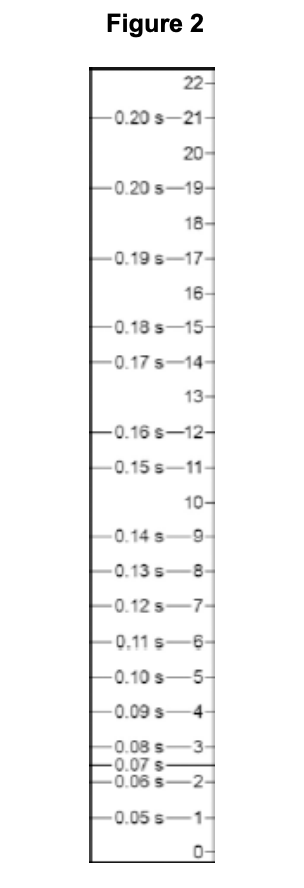 Figure 2
22
0.20 s 21
20
0.20 s 19
18
0.19 s 17
16
0.18 s 15
0.17 s 14
13
0.16 s 12
0.15 s 11
10
0.14 s 9
0.13 s 8
0.12 s 7
0.11 s 6
0.10 s 5
0.09 s 4
0.08 s 3
0.07 s
0.06 s 2
0.05 s 1
0